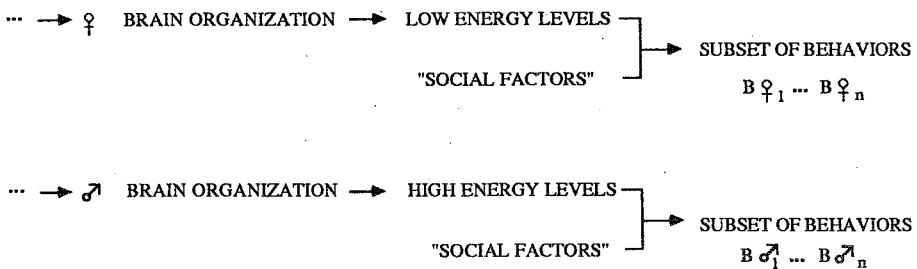 ... → ♀ BRAIN ORGANIZATION → LOW ENERGY LEVELS
SUBSET OF BEHAVIORS
"SOCIAL FACTORS"
B♀1 ... B♀n
... → ♂ BRAIN ORGANIZATION → HIGH ENERGY LEVELS
SUBSET OF BEHAVIORS
"SOCIAL FACTORS"
B♂1 ... B♂n